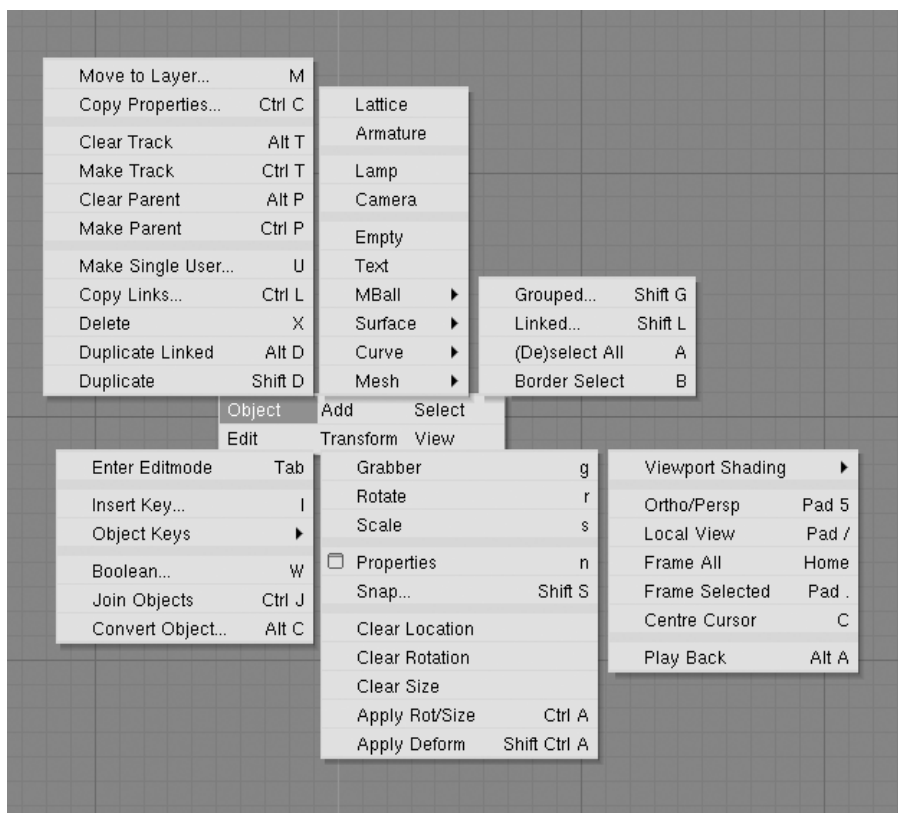 Move to Layer... M
Copy Properties... Ctrl C
Clear Track Alt T
Make Track Ctrl T
Clear Parent Alt P
Make Parent Ctrl P
Make Single User... U
Copy Links... Ctrl L
Delete X
Duplicate Linked Alt D
Duplicate Shift D
Lattice
Armature
Lamp
Camera
Empty
Text
MBall
Surface
Curve
Mesh
Grouped... Shift G
Linked... Shift L
(De)select All A
Border Select B
Object Add Select
Edit Transform View
Enter Editmode Tab
Insert Key... I
Object Keys
Boolean... W
Join Objects Ctrl J
Convert Object... Alt C
Grabber g
Rotate r
Scale s
Properties n
Snap... Shift S
Clear Location
Clear Rotation
Clear Size
Apply Rot/Size Ctrl A
Apply Deform Shift Ctrl A
Viewport Shading
Ortho/Persp Pad 5
Local View Pad /
Frame All Home
Frame Selected Pad .
Centre Cursor C
Play Back Alt A